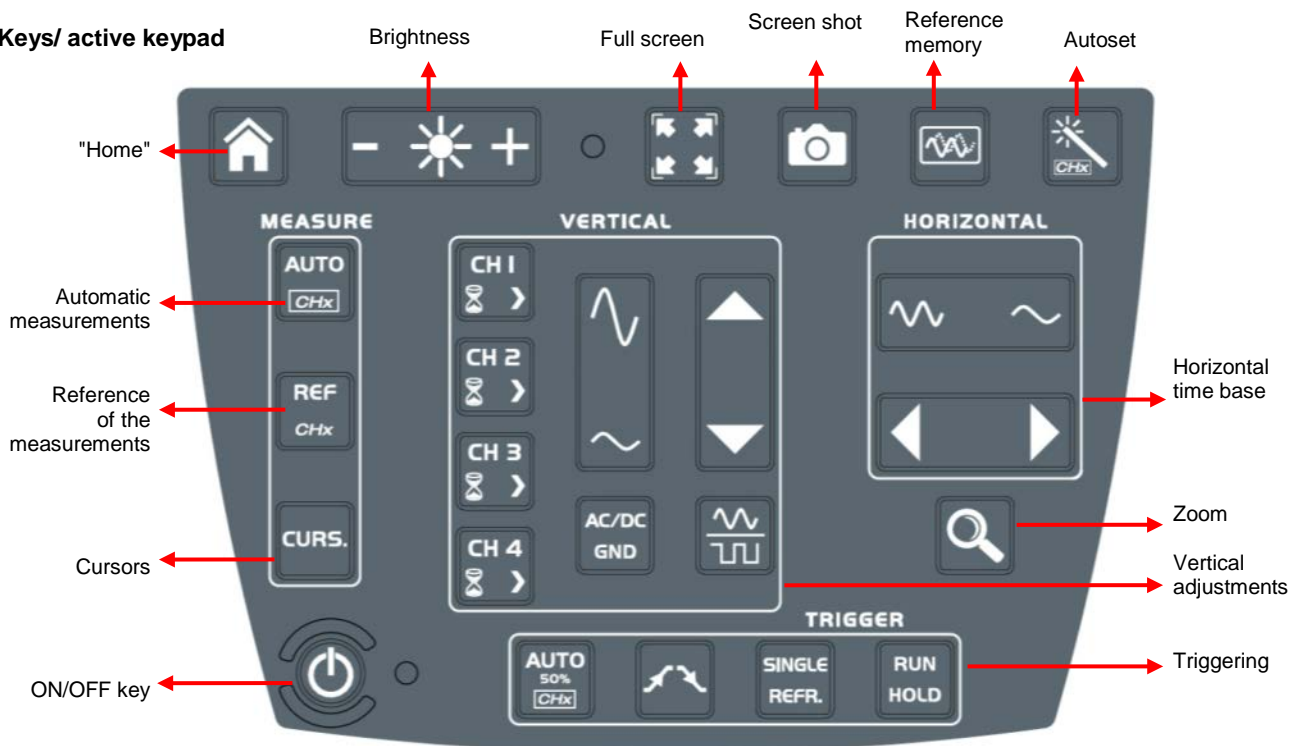 Keys/ active keypad
Brightness
Full screen
Screen shot
Reference
memory
Autoset
"Home"
CHx
MEASURE
VERTICAL
HORIZONTAL
AUTO
CHx
Automatic
measurements
REF
CHx
Reference
of the
measurements
CURS.
Cursors
CH 1
CH 2
CH 3
CH 4
AC/DC
GND
Horizontal
time base
Zoom
Vertical
adjustments
TRIGGER
AUTO
50%
CHx
SINGLE
REFR.
RUN
HOLD
Triggering
ON/OFF key